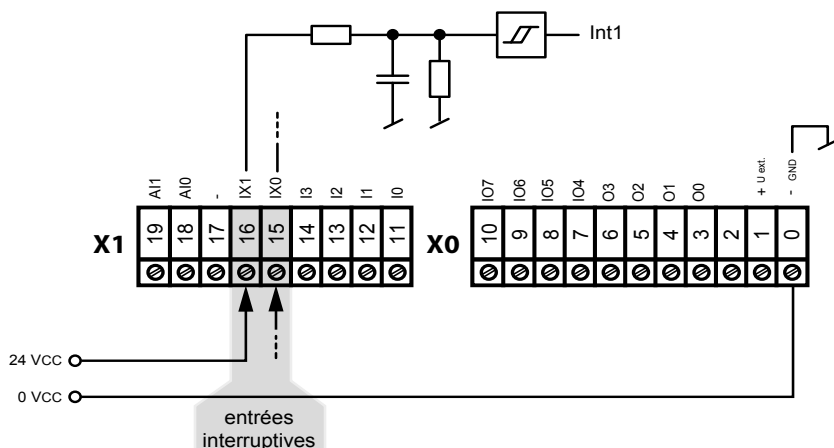 Int1
AI1 AI0 - IX1 IX0 I3 I2 I1 I0
IO7 IO6 IO5 IO4 O3 O2 O1 O0 + U ext. - GND
X1 19 18 17 16 15 14 13 12 11
X0 10 9 8 7 6 5 4 3 2 1 0
24 VCC
0 VCC
entrées
interruptives